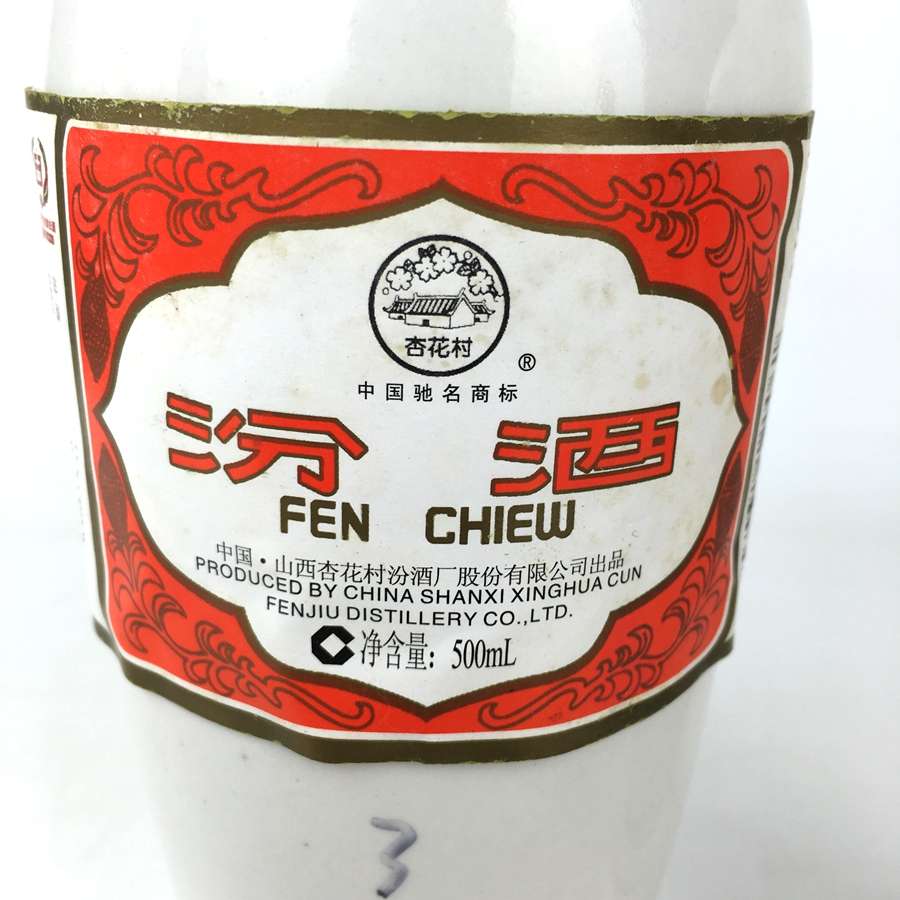 杏花村
®
中国驰名商标
汾 酒
FEN CHIEW
中国·山西杏花村汾酒厂股份有限公司出品
PRODUCED BY CHINA SHANXI XINGHUA CUN
FENJIU DISTILLERY CO.,LTD.
净含量：500mL
3